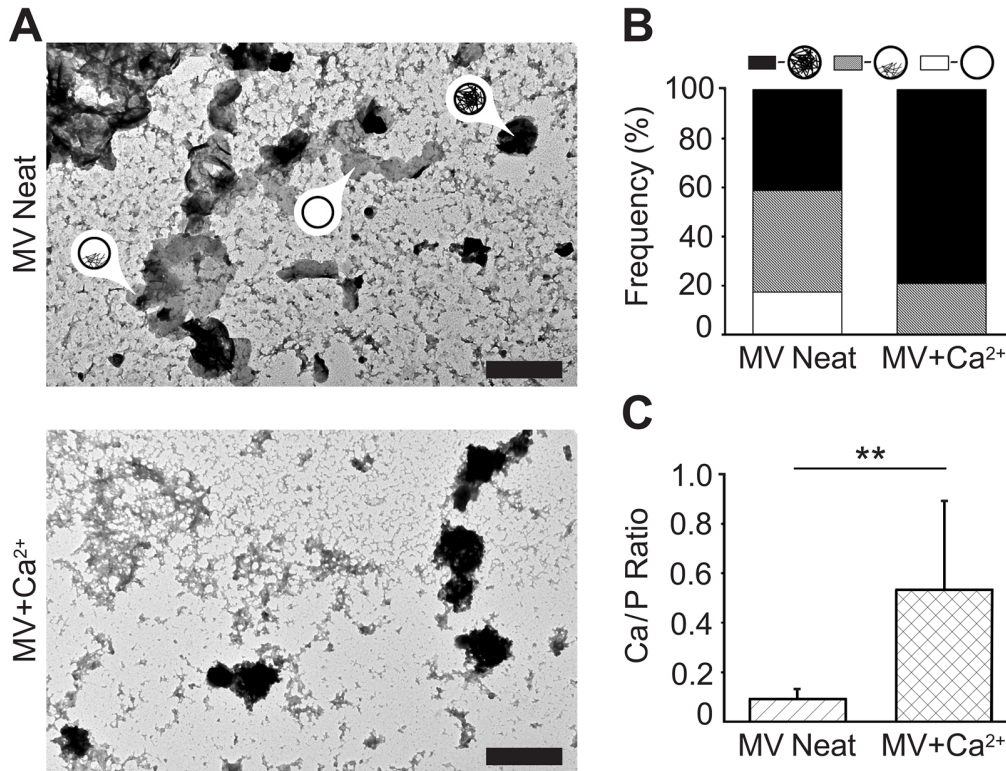 A
MV Neat
MV+Ca²⁺
B
Frequency (%)
100
80
60
40
20
0
MV Neat
MV+Ca²⁺
C
**
Ca/P Ratio
1.0
0.8
0.6
0.4
0.2
0
MV Neat
MV+Ca²⁺